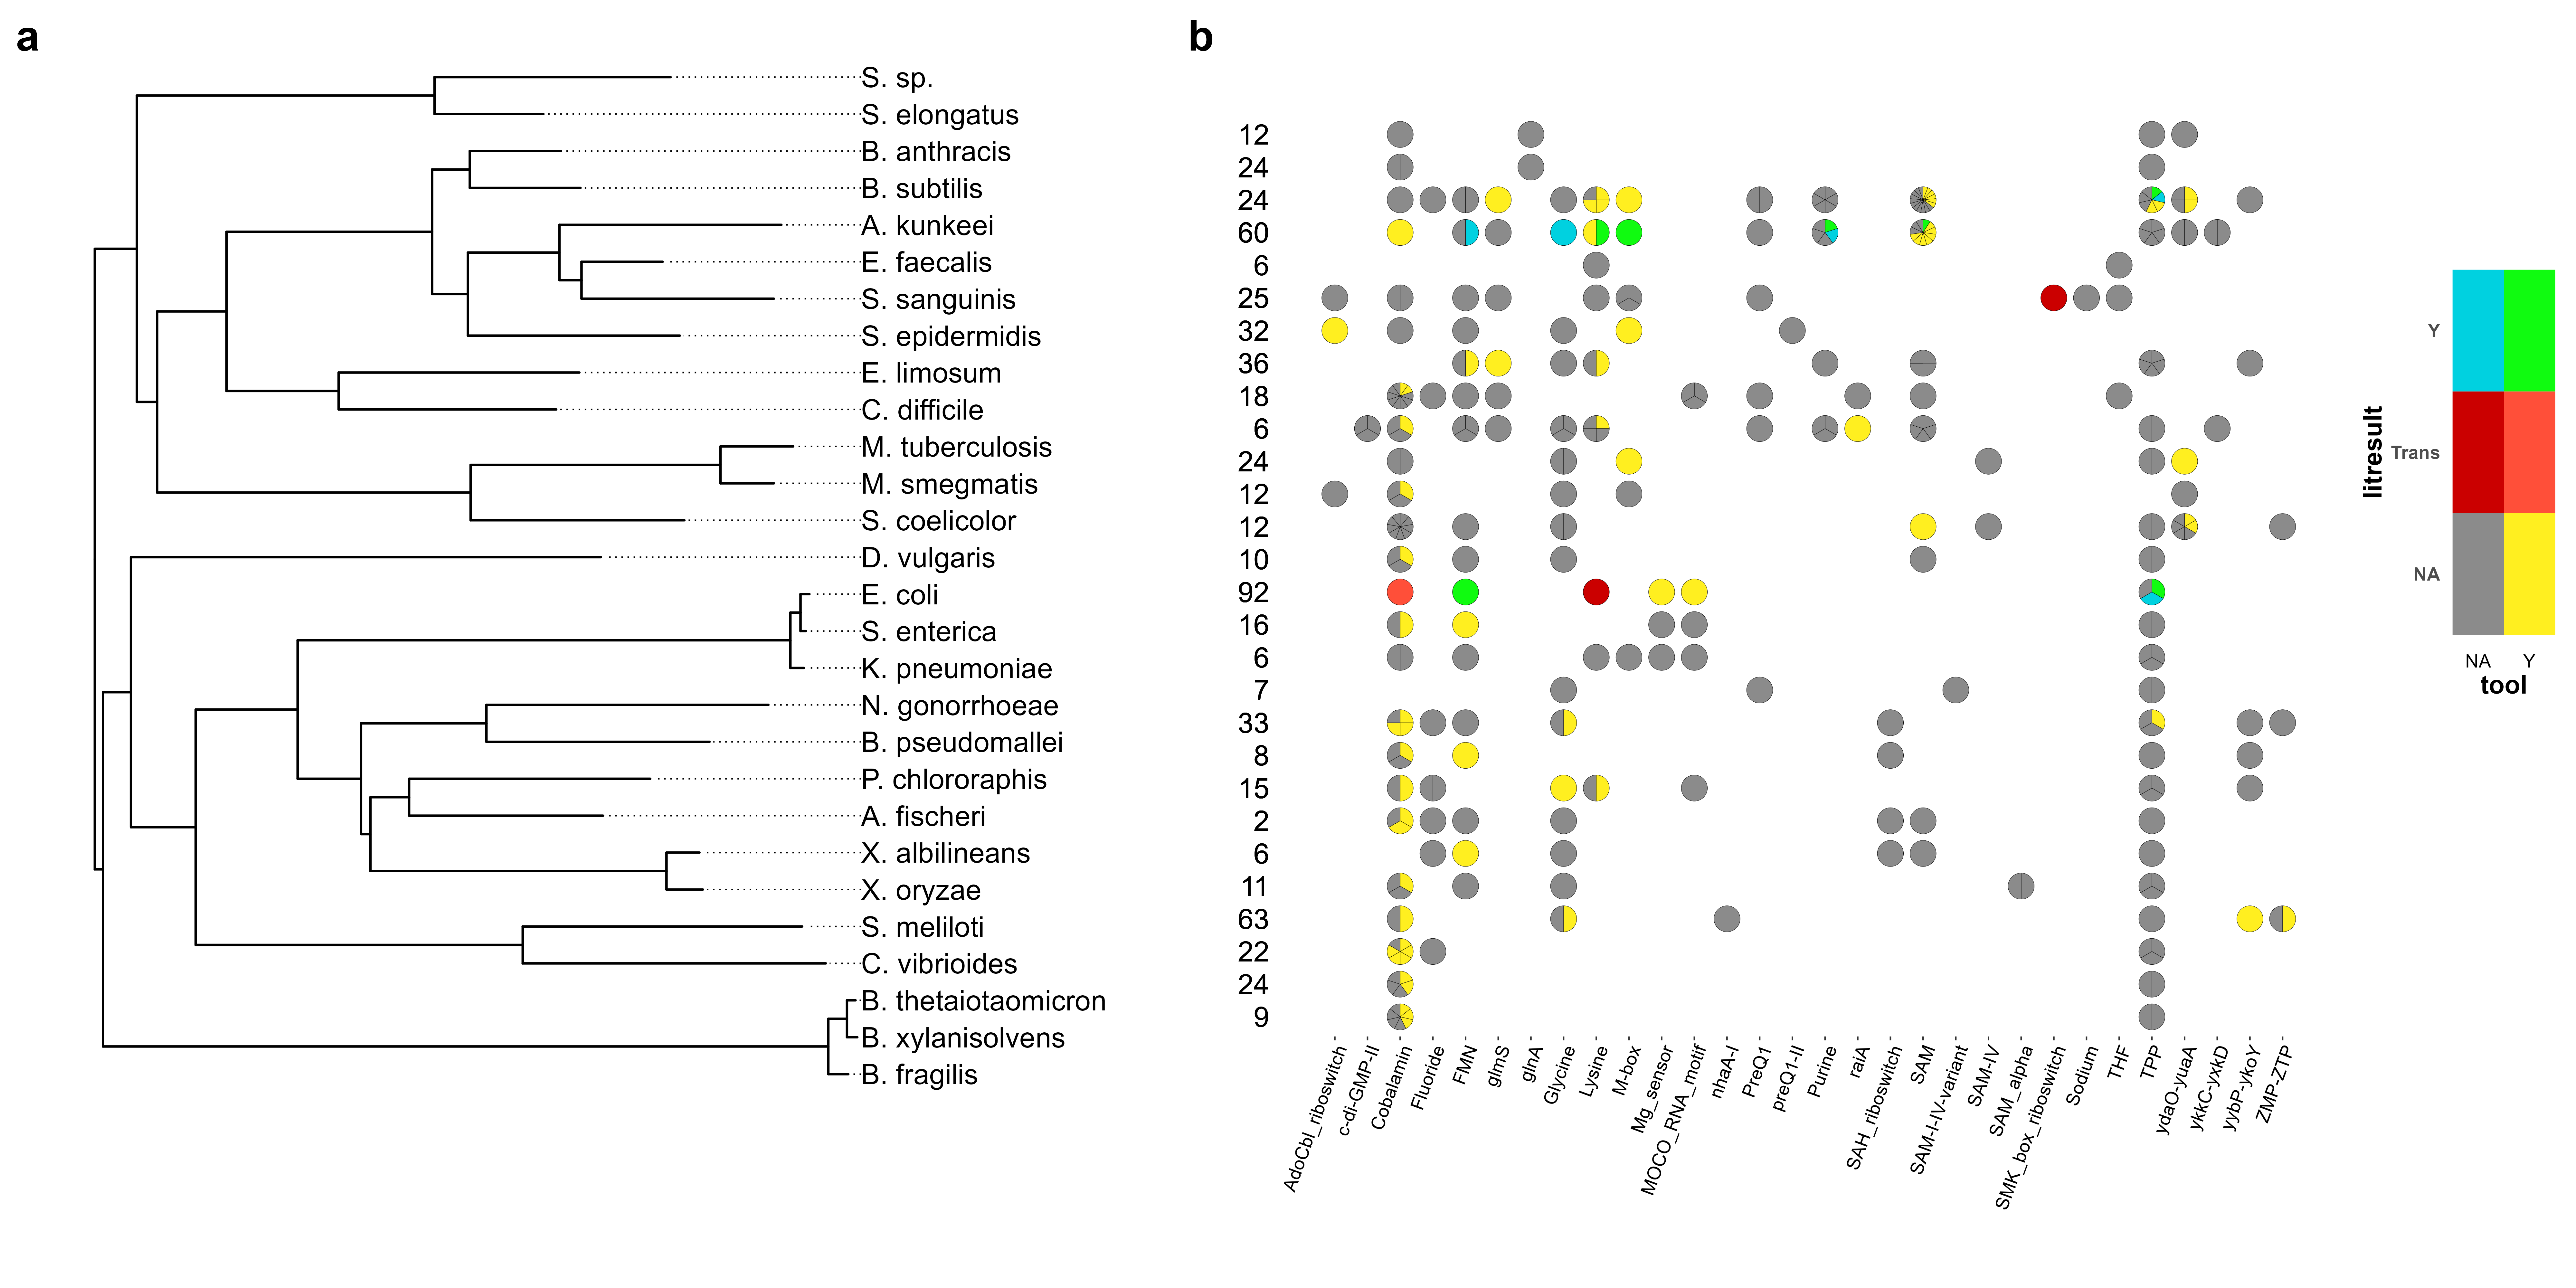 a
S. sp.
S. elongatus
B. anthracis
B. subtilis
A. kunkeei
E. faecalis
S. sanguinis
S. epidermidis
E. limosum
C. difficile
M. tuberculosis
M. smegmatis
S. coelicolor
D. vulgaris
E. coli
S. enterica
K. pneumoniae
N. gonorrhoeae
B. pseudomallei
P. chlororaphis
A. fischeri
X. albilineans
X. oryzae
S. meliloti
C. vibrioides
B. thetaiotaomicron
B. xylanisolvens
B. fragilis
b
12
24
24
60
6
25
32
36
18
6
24
12
12
10
92
16
6
7
33
8
15
2
6
11
63
22
24
9
AdoCbl_riboswitch
c-di-GMP-II
Cobalamin
Fluoride
FMN
glmS
glnA
Glycine
Lysine
M-box
Mg_sensor
MOCO_RNA_motif
nhaA-I
PreQ1
preQ1-II
Purine
raiA
SAH_riboswitch
SAM
SAM-I-IV-variant
SAM-IV
SAM_alpha
SMK_box_riboswitch
Sodium
THF
TPP
ydaO-yuaA
ykkC-yxkD
yybP-ykoY
ZMP-ZTP
litresult
Y
Trans
NA
NA Y
tool